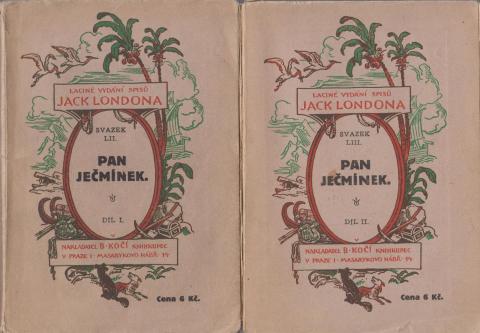 LACINÉ VYDÁNÍ SPISŮ
JACK LONDONA
SVAZEK
LII.
PAN
JEČMÍNEK.
DÍL I.
NAKLADATEL B. KOČÍ KNIHKUPEC
V PRAZE I - MASARYKOVO NÁBŘ. 14
Cena 6 Kč.
LACINÉ VYDÁNÍ SPISŮ
JACK LONDONA
SVAZEK
LIII.
PAN
JEČMÍNEK.
DÍL II.
NAKLADATEL B. KOČÍ KNIHKUPEC
V PRAZE I - MASARYKOVO NÁBŘ. 14
Cena 6 Kč.